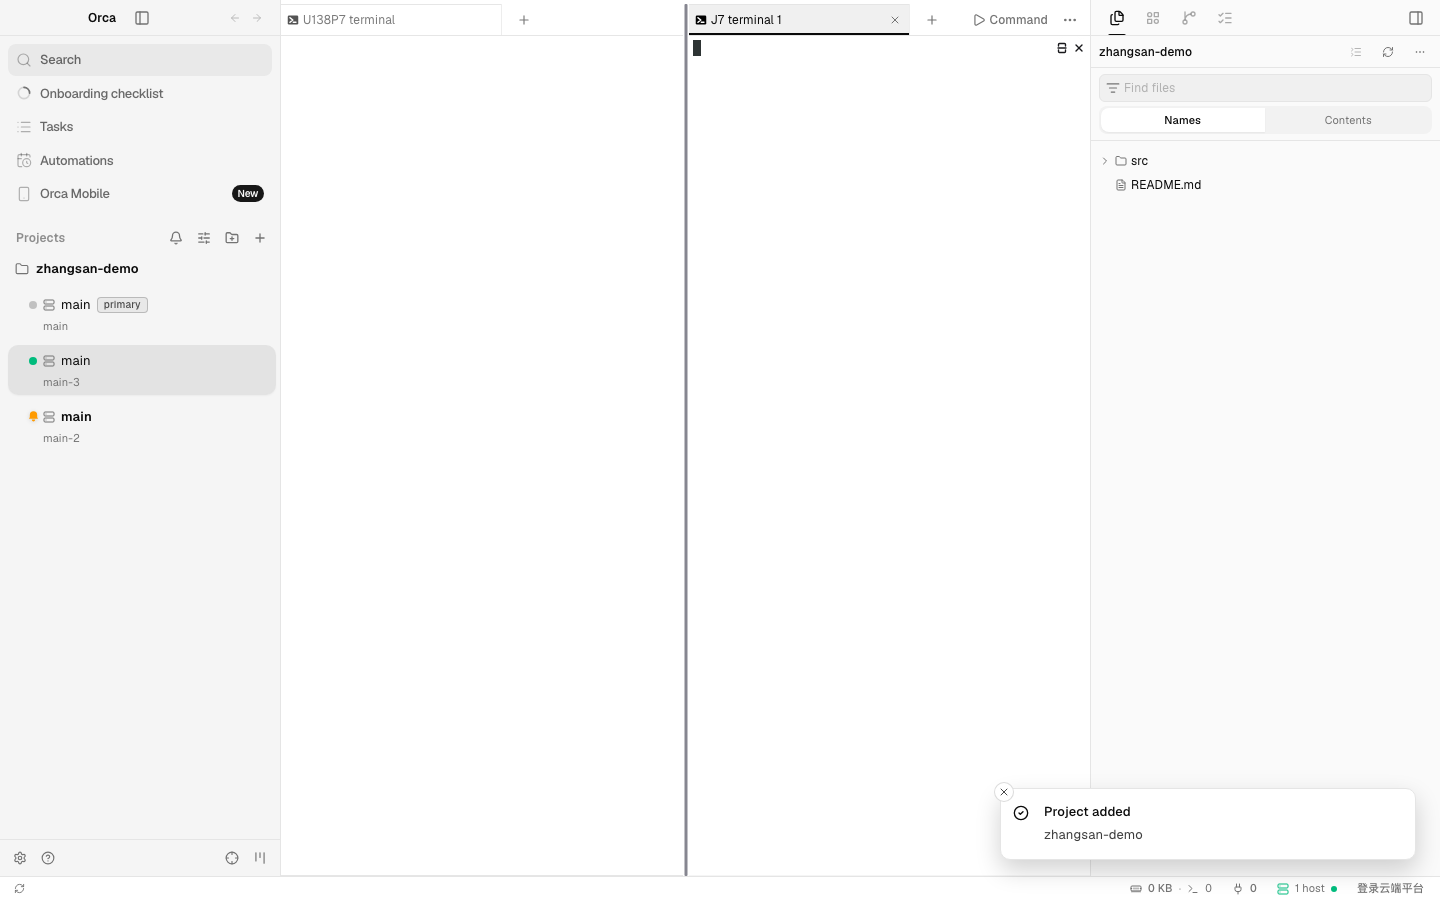 Orca
Search
Onboarding checklist
Tasks
Automations
Orca Mobile New
Projects
zhangsan-demo
main primary
main
main
main-3
main
main-2
U138P7 terminal
J7 terminal 1
Command
zhangsan-demo
Find files
Names Contents
src
README.md
Project added
zhangsan-demo
0 KB · 0 0 1 host 登录云端平台